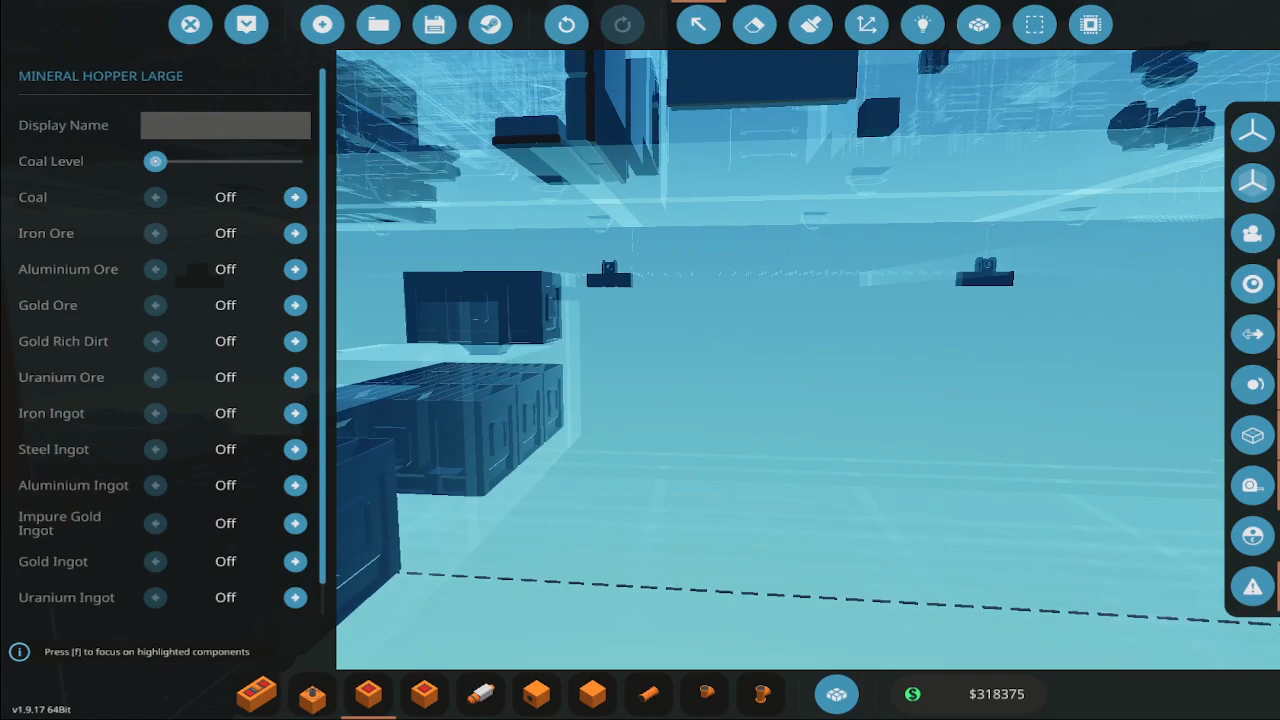 MINERAL HOPPER LARGE
Display Name
Coal Level
Coal Off
Iron Ore Off
Aluminium Ore Off
Gold Ore Off
Gold Rich Dirt Off
Uranium Ore Off
Iron Ingot Off
Steel Ingot Off
Aluminium Ingot Off
Impure Gold
Ingot Off
Gold Ingot Off
Uranium Ingot Off
Press [f] to focus on highlighted components
v1.9.17 64Bit
$318375